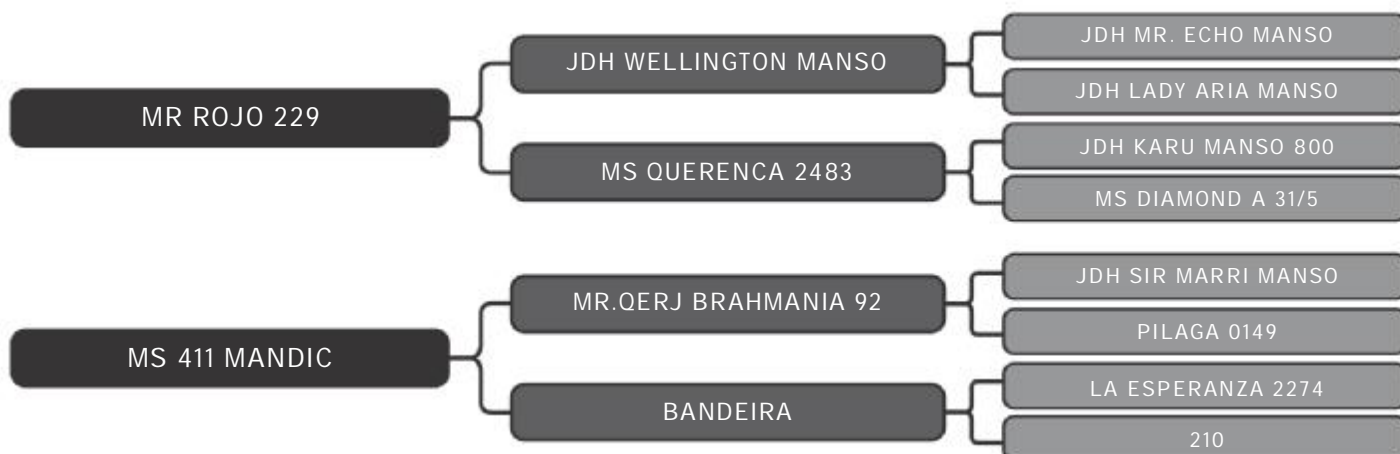 JDH MR. ECHO MANSO
JDH WELLINGTON MANSO
JDH LADY ARIA MANSO
MR ROJO 229
JDH KARU MANSO 800
MS QUERENCA 2483
MS DIAMOND A 31/5
JDH SIR MARRI MANSO
MR.QERJ BRAHMANIA 92
PILAGA 0149
MS 411 MANDIC
LA ESPERANZA 2274
BANDEIRA
210